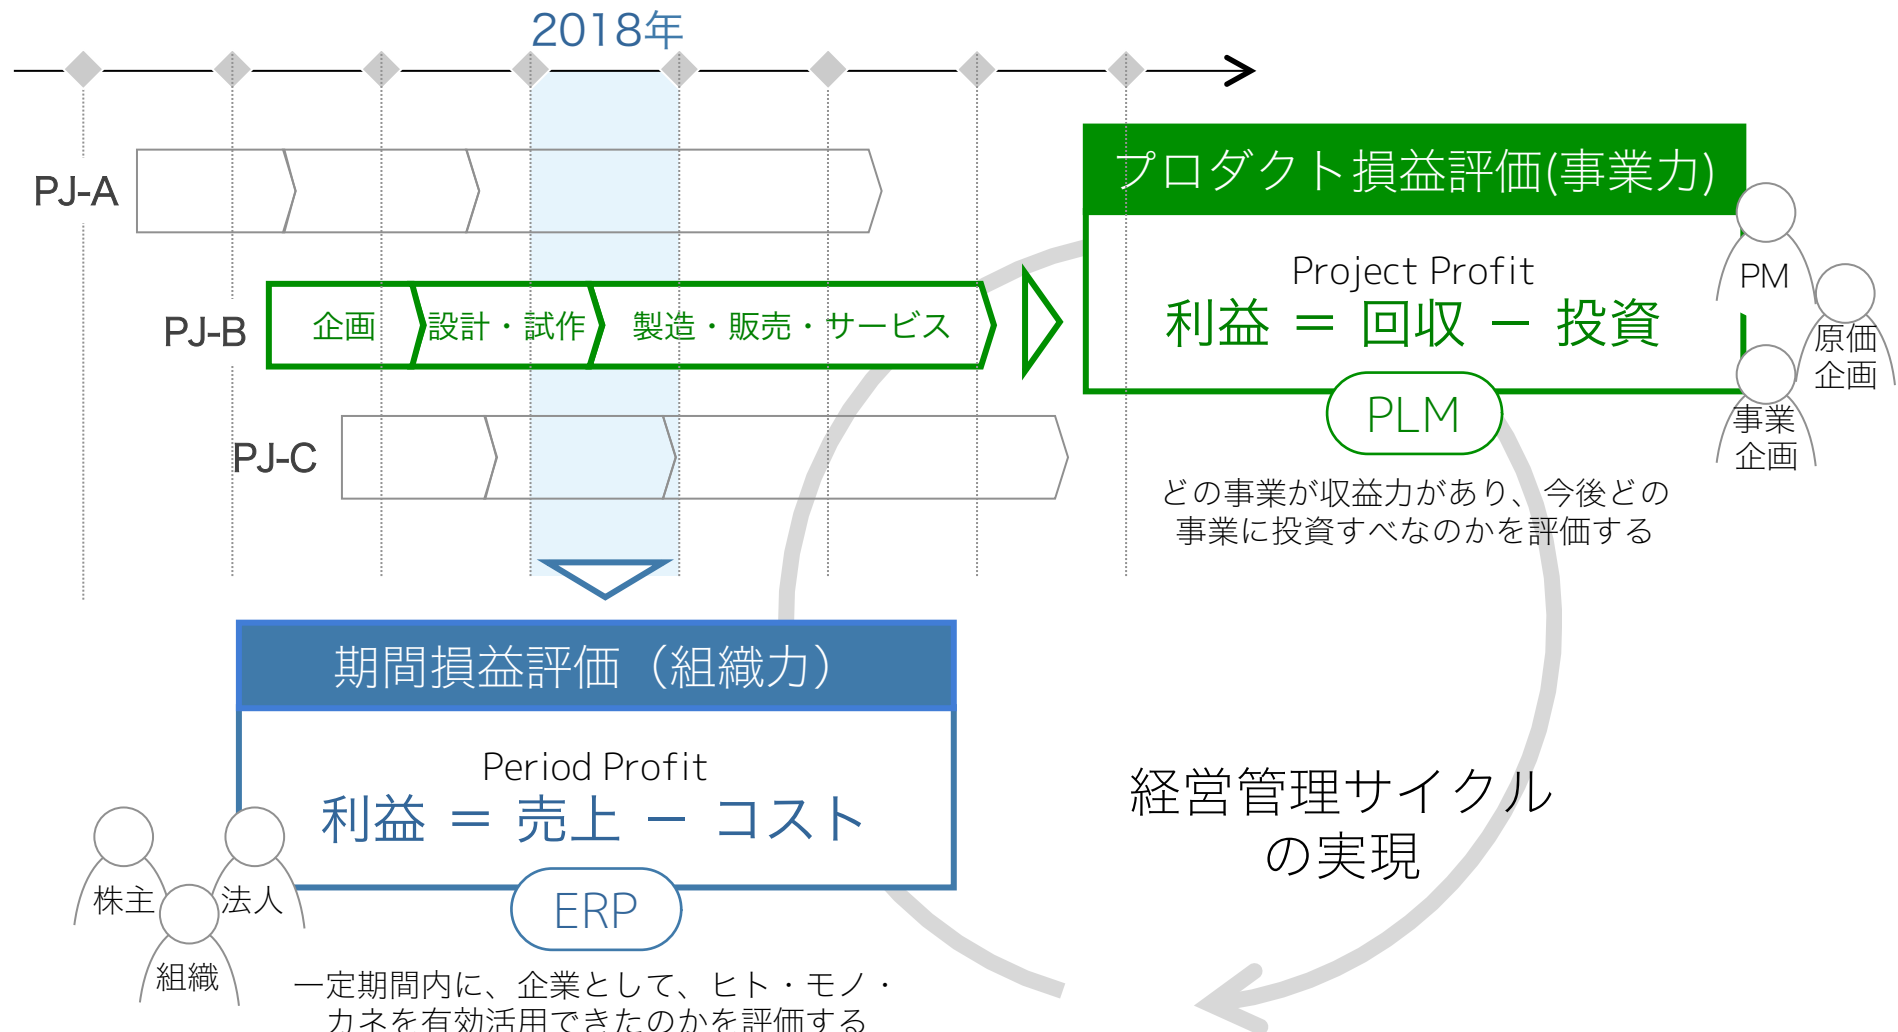 2018年
PJ-A
PJ-B
企画
設計・試作
製造・販売・サービス
PJ-C
プロダクト損益評価(事業力)
Project Profit
利益 = 回収 − 投資
PLM
PM
原価
企画
事業
企画
どの事業が収益力があり、今後どの
事業に投資すべなのかを評価する
期間損益評価（組織力）
Period Profit
利益 = 売上 − コスト
ERP
株主
法人
組織
一定期間内に、企業として、ヒト・モノ・
カネを有効活用できたのかを評価する
経営管理サイクル
の実現